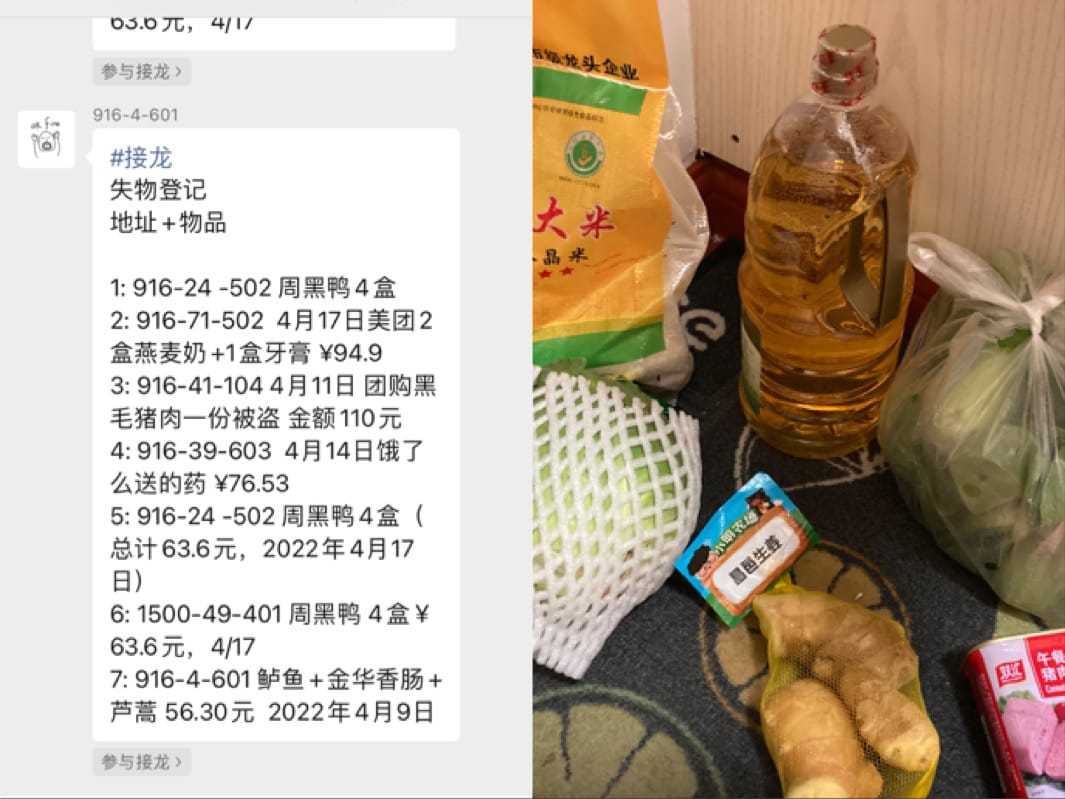 63.6元，4/17
参与接龙 >
916-4-601
#接龙
失物登记
地址＋物品
1: 916-24 -502 周黑鸭4盒
2: 916-71-502 4月17日美团2
盒燕麦奶+1盒牙膏 ¥94.9
3: 916-41-104 4月11日 团购黑
毛猪肉一份被盗 金额110元
4: 916-39-603 4月14日饿了
么送的药 ¥76.53
5: 916-24 -502 周黑鸭4盒（
总计63.6元，2022年4月17
日）
6: 1500-49-401 周黑鸭 4盒¥
63.6元，4/17
7: 916-4-601 鲈鱼+金华香肠+
芦蒿 56.30元 2022年4月9日
参与接龙 >
龙头企业
大米
晶米
小明农场
昌邑生姜
双汇
午餐
猪肉